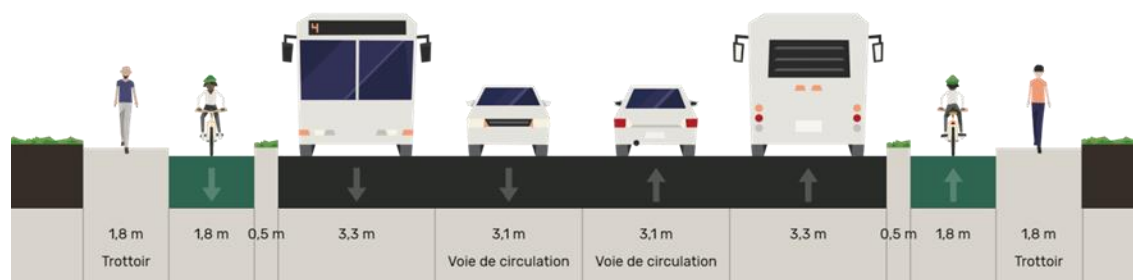 4
1,8 m 1,8 m 0,5 m 3,3 m 3,1 m 3,1 m 3,3 m 0,5 m 1,8 m 1,8 m
Trottoir Voie de circulation Voie de circulation Trottoir